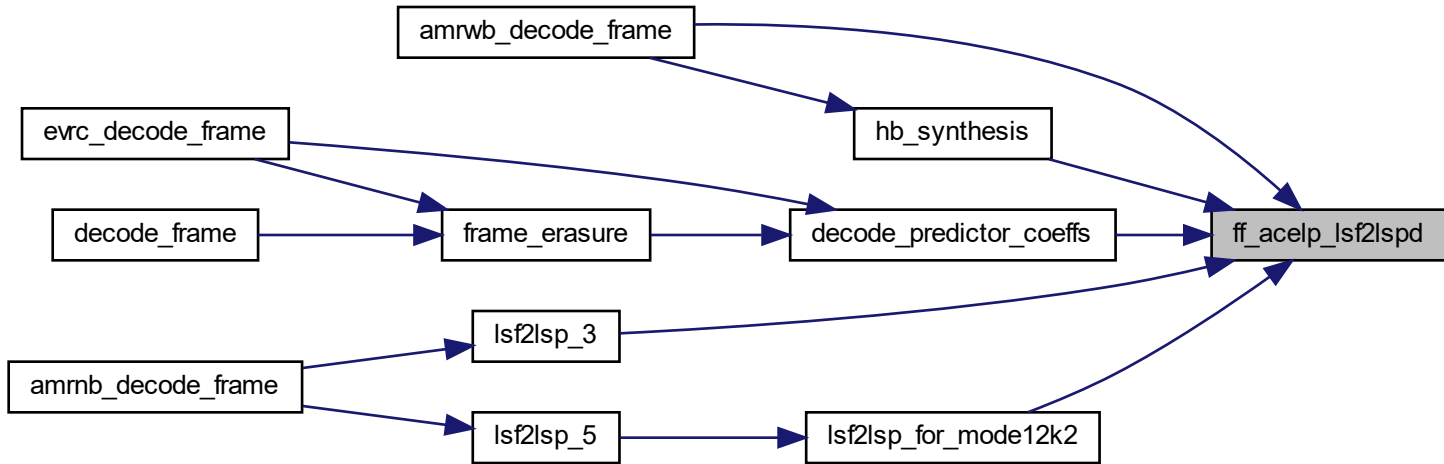 amrwb_decode_frame
evrc_decode_frame
hb_synthesis
decode_frame
frame_erasure
decode_predictor_coeffs
ff_acelp_lsf2lspd
lsf2lsp_3
amrnb_decode_frame
lsf2lsp_5
lsf2lsp_for_mode12k2